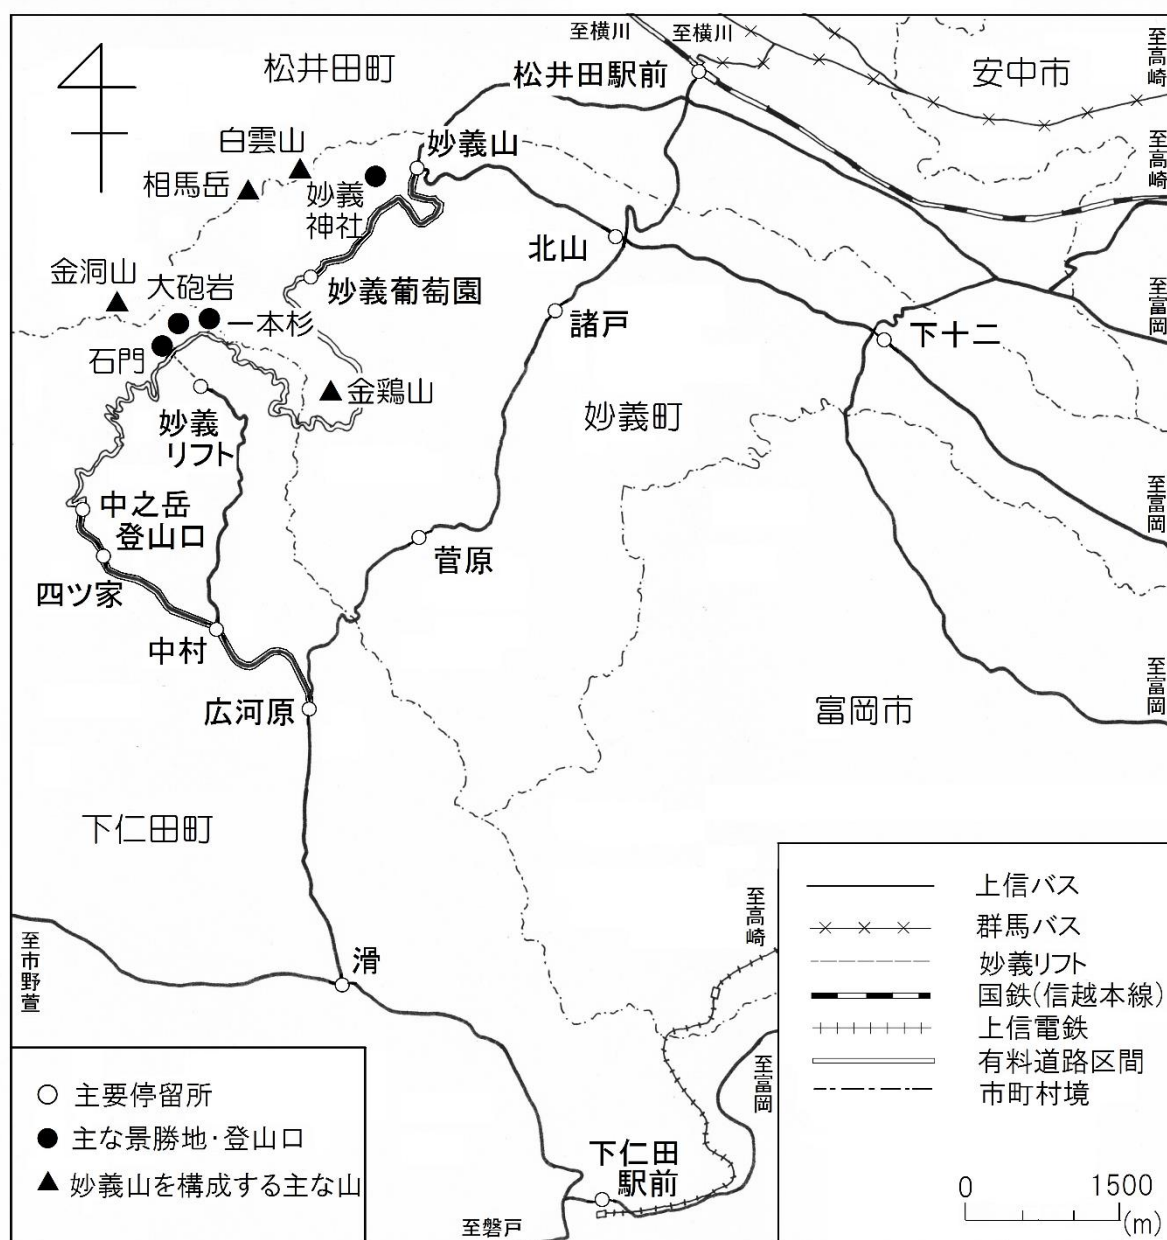 至横川
至横川
至高崎
松井田町
松井田駅前
安中市
白雲山
妙義山
至高崎
相馬岳
妙義
神社
北山
金洞山
大砲岩
妙義葡萄園
至富岡
一本杉
諸戸
下十二
石門
金鶏山
妙義町
妙義
リフト
至富岡
中之岳
登山口
菅原
四ツ家
中村
至富岡
広河原
富岡市
下仁田町
上信バス
至高崎
群馬バス
至市野萱
滑
妙義リフト
国鉄(信越本線)
上信電鉄
有料道路区間
至富岡
市町村境
主要停留所
主な景勝地・登山口
下仁田
駅前
妙義山を構成する主な山
0 1500
(m)
至磐戸